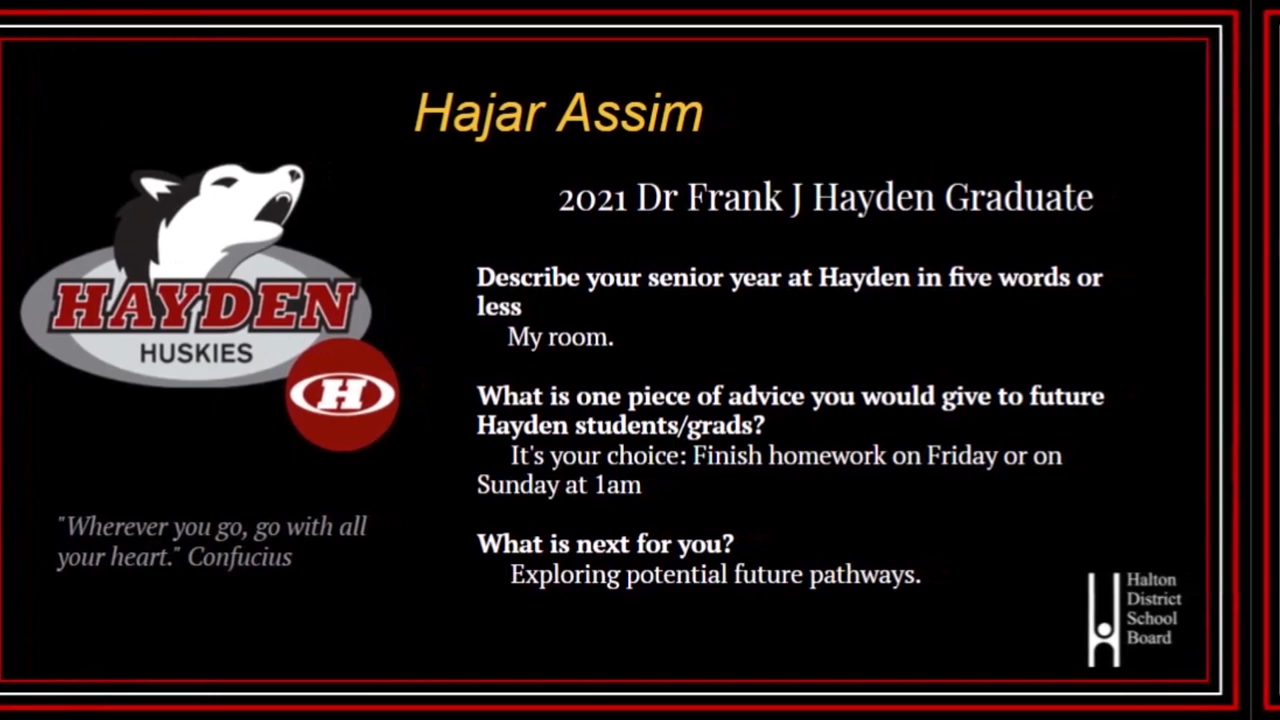 Hajar Assim
2021 Dr Frank J Hayden Graduate
HAYDEN
HUSKIES
H
Describe your senior year at Hayden in five words or
less
My room.
What is one piece of advice you would give to future
Hayden students/grads?
It's your choice: Finish homework on Friday or on
Sunday at 1am
What is next for you?
Exploring potential future pathways.
"Wherever you go, go with all
your heart." Confucius
Halton
District
School
Board